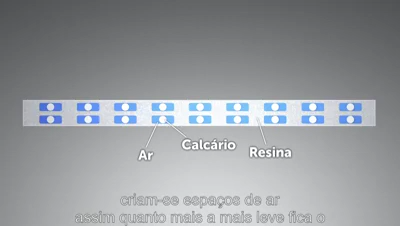 Ar
Calcário
Resina
criam-se espaços de ar
assim quanto mais a mais leve fica o